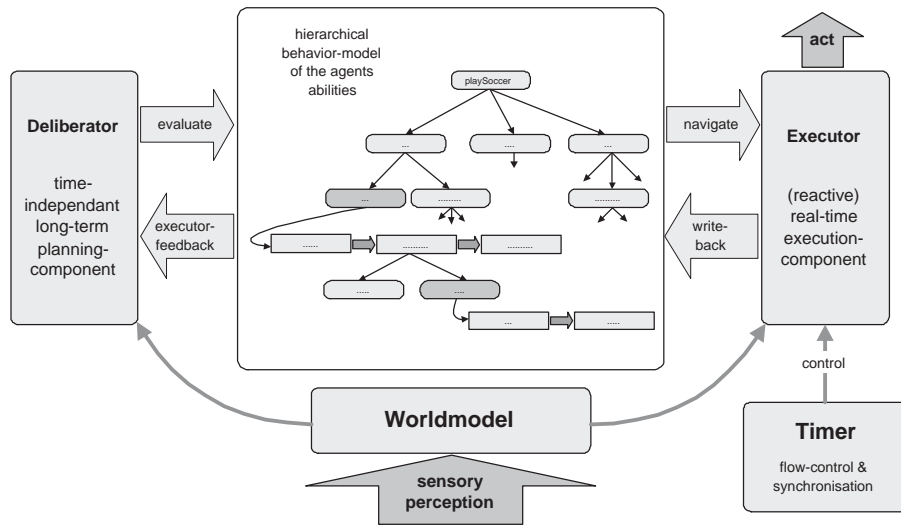 hierarchical
behavior-model
of the agents
abilities
playSoccer
...
....
...
...
.........
.........
......
..........
..........
.....
....
...
.....
Deliberator
time-
independant
long-term
planning-
component
evaluate
executor-
feedback
navigate
write-
back
act
Executor
(reactive)
real-time
execution-
component
control
Timer
flow-control &
synchronisation
Worldmodel
sensory
perception